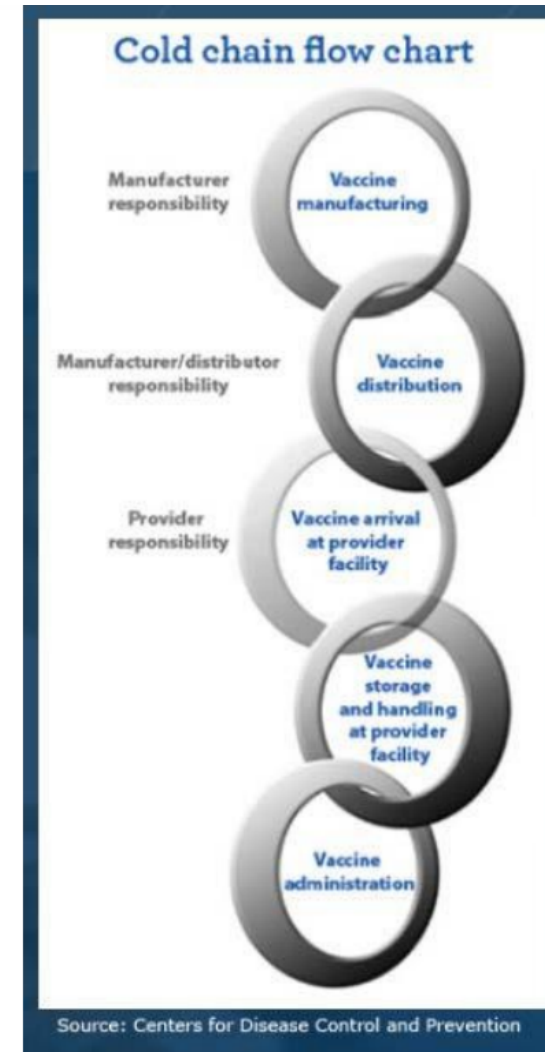 Cold chain flow chart
Manufacturer
responsibility
Vaccine
manufacturing
Manufacturer/distributor
responsibility
Vaccine
distribution
Provider
responsibility
Vaccine arrival
at provider
facility
Vaccine
storage
and handling
at provider
facility
Vaccine
administration
Source: Centers for Disease Control and Prevention